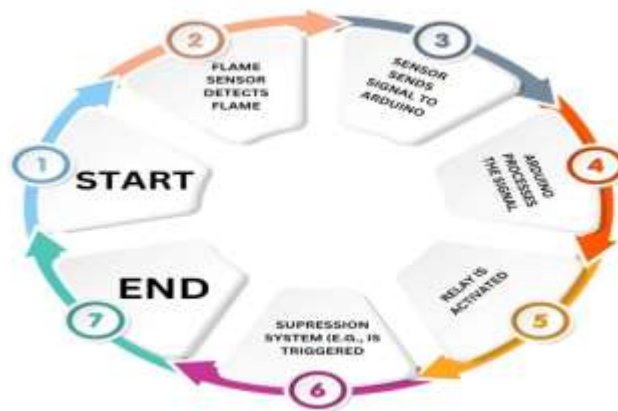 1
START
2
FLAME
SENSOR
DETECTS
FLAME
3
SENSOR
SENDS
SIGNAL TO
ARDUINO
4
ARDUINO
PROCESSES
THE SIGNAL
5
RELAY IS
ACTIVATED
6
SUPRESSION
SYSTEM (E.G., IS
TRIGGERED
7
END